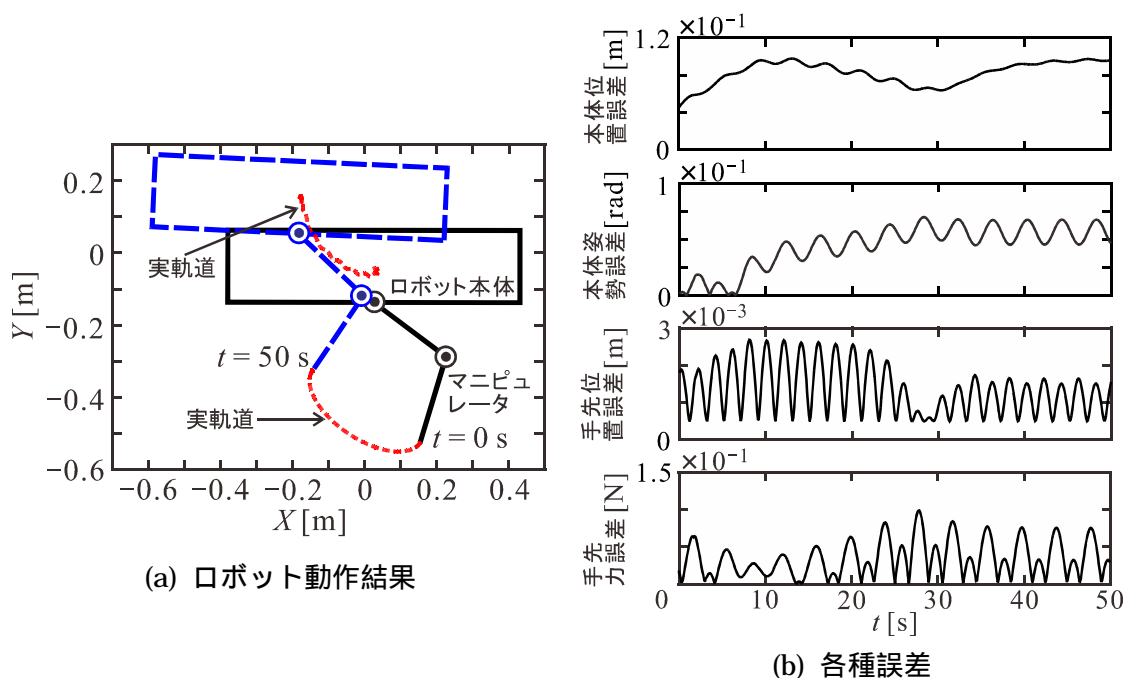 0.2
0
−0.2
−0.4
−0.6
Y [m]
−0.6
−0.4
−0.2
0
0.2
0.4
X [m]
実軌道
ロボット本体
t = 50 s
マニピュ
レータ
実軌道
t = 0 s
(a) ロボット動作結果
×10⁻¹
1.2
0
本体位
置誤差 [m]
×10⁻¹
1
0
本体姿
勢誤差 [rad]
×10⁻³
3
0
手先位
置誤差 [m]
×10⁻¹
1.5
0
手先
力誤差 [N]
10
20
30
40
50
t [s]
(b) 各種誤差